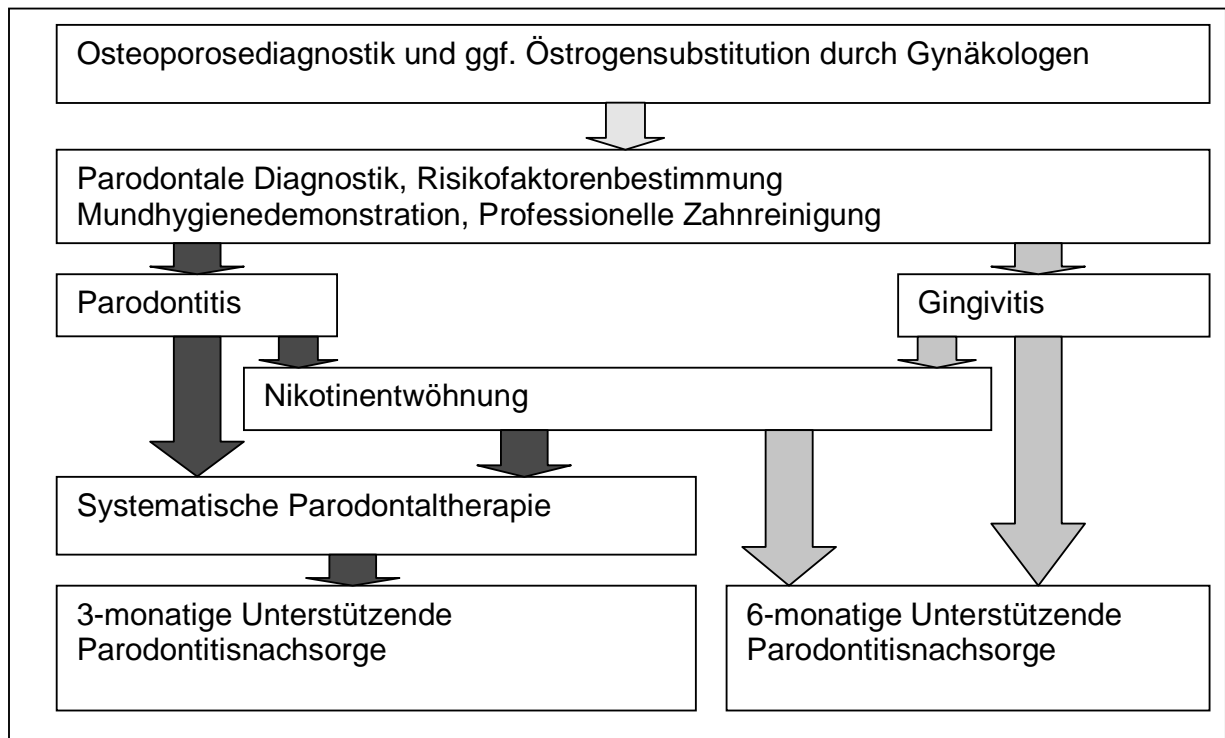 Osteoporosediagnostik und ggf. Östrogensubstitution durch Gynäkologen
Parodontale Diagnostik, Risikofaktorenbestimmung
Mundhygienedemonstration, Professionelle Zahnreinigung
Parodontitis
Gingivitis
Nikotinentwöhnung
Systematische Parodontaltherapie
3-monatige Unterstützende
Parodontitisnachsorge
6-monatige Unterstützende
Parodontitisnachsorge